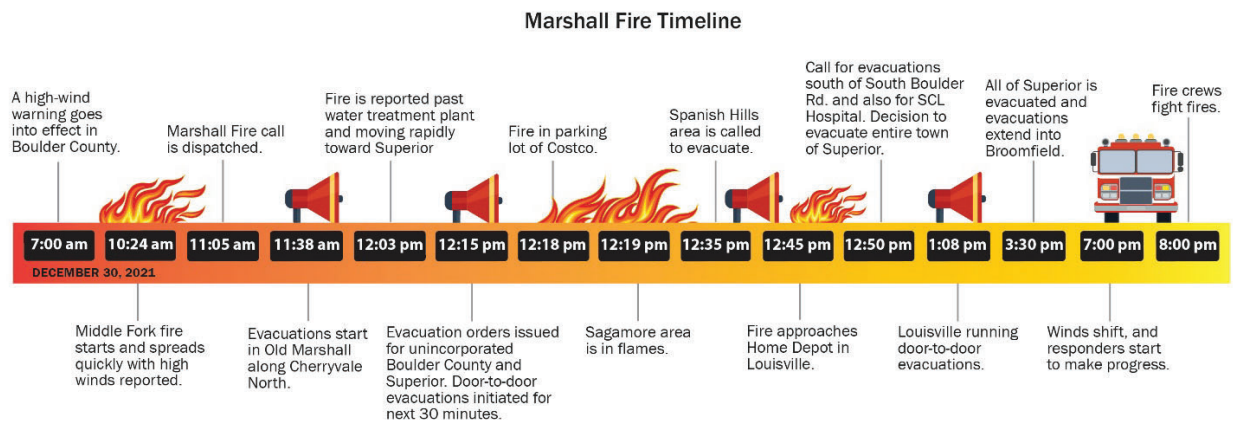 Marshall Fire Timeline
A high-wind
warning goes
into effect in
Boulder County.
Marshall Fire call
is dispatched.
Fire is reported past
water treatment plant
and moving rapidly
toward Superior
Fire in parking
lot of Costco.
Spanish Hills
area is called
to evacuate.
Call for evacuations
south of South Boulder
Rd. and also for SCL
Hospital. Decision to
evacuate entire town
of Superior.
All of Superior is
evacuated and
evacuations
extend into
Broomfield.
Fire crews
fight fires.
7:00 am 10:24 am 11:05 am 11:38 am 12:03 pm 12:15 pm 12:18 pm 12:19 pm 12:35 pm 12:45 pm 12:50 pm 1:08 pm 3:30 pm 7:00 pm 8:00 pm
DECEMBER 30, 2021
Middle Fork fire
starts and spreads
quickly with high
winds reported.
Evacuations start
in Old Marshall
along Cherryvale
North.
Evacuation orders issued
for unincorporated
Boulder County and
Superior. Door-to-door
evacuations initiated for
next 30 minutes.
Sagamore area
is in flames.
Fire approaches
Home Depot in
Louisville.
Louisville running
door-to-door
evacuations.
Winds shift, and
responders start
to make progress.